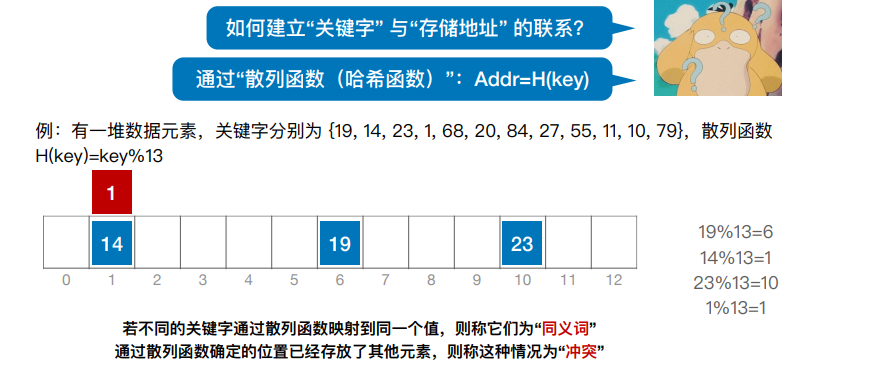 如何建立“关键字” 与“存储地址” 的联系？
通过“散列函数（哈希函数）”：Addr=H(key)
例：有一堆数据元素，关键字分别为 {19, 14, 23, 1, 68, 20, 84, 27, 55, 11, 10, 79}，散列函数
H(key)=key%13
1
14 19 23
0 1 2 3 4 5 6 7 8 9 10 11 12
19%13=6
14%13=1
23%13=10
1%13=1
若不同的关键字通过散列函数映射到同一个值，则称它们为“同义词”
通过散列函数确定的位置已经存放了其他元素，则称这种情况为“冲突”